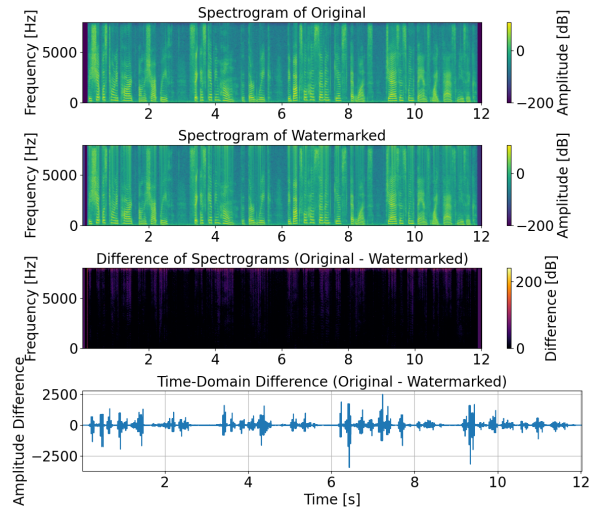 Spectrogram of Original
Frequency [Hz]
5000
0
2 4 6 8 10 12
0
−200
Amplitude [dB]
Spectrogram of Watermarked
Frequency [Hz]
5000
0
2 4 6 8 10 12
0
−200
Amplitude [dB]
Difference of Spectrograms (Original - Watermarked)
Frequency [Hz]
5000
0
2 4 6 8 10 12
200
0
Difference [dB]
Time-Domain Difference (Original - Watermarked)
Amplitude Difference
2500
0
−2500
2 4 6 8 10 12
Time [s]